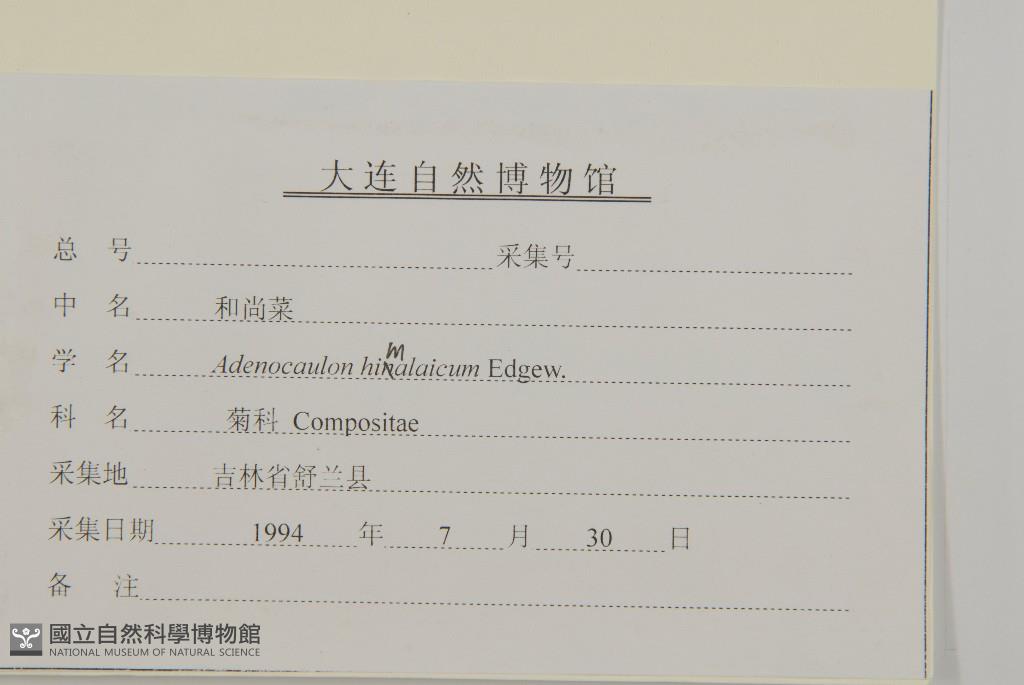 大连自然博物馆
总 号 采集号
中 名 和尚菜
学 名 Adenocaulon himalaicum Edgew.
科 名 菊科 Compositae
采集地 吉林省舒兰县
采集日期 1994 年 7 月 30 日
备 注
國立自然科學博物館
NATIONAL MUSEUM OF NATURAL SCIENCE